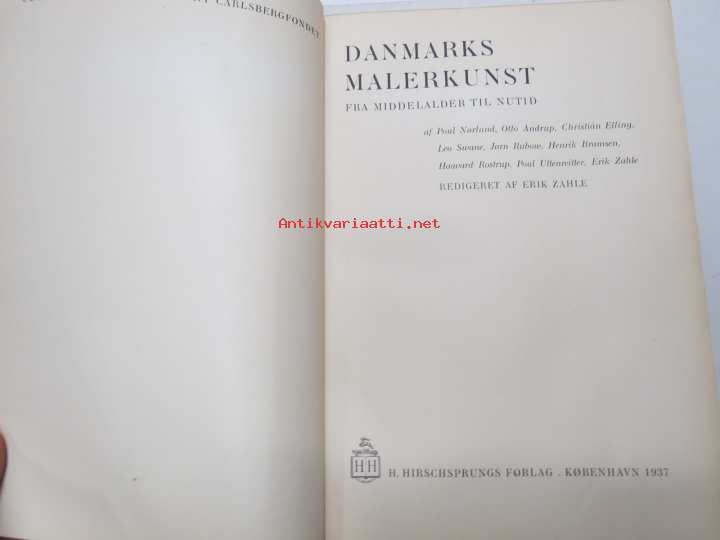 CARLSBERGFONDET
DANMARKS
MALERKUNST
FRA MIDDELALDER TIL NUTID
af Poul Nørlund, Otto Andrup, Christian Elling,
Leo Swane, Jørn Rubow, Henrik Bramsen,
Haavard Rostrup, Poul Uttenreitter, Erik Zahle
REDIGERET AF ERIK ZAHLE
Antikvariaatti.net
HH
H. HIRSCHSPRUNGS FORLAG . KØBENHAVN 1937